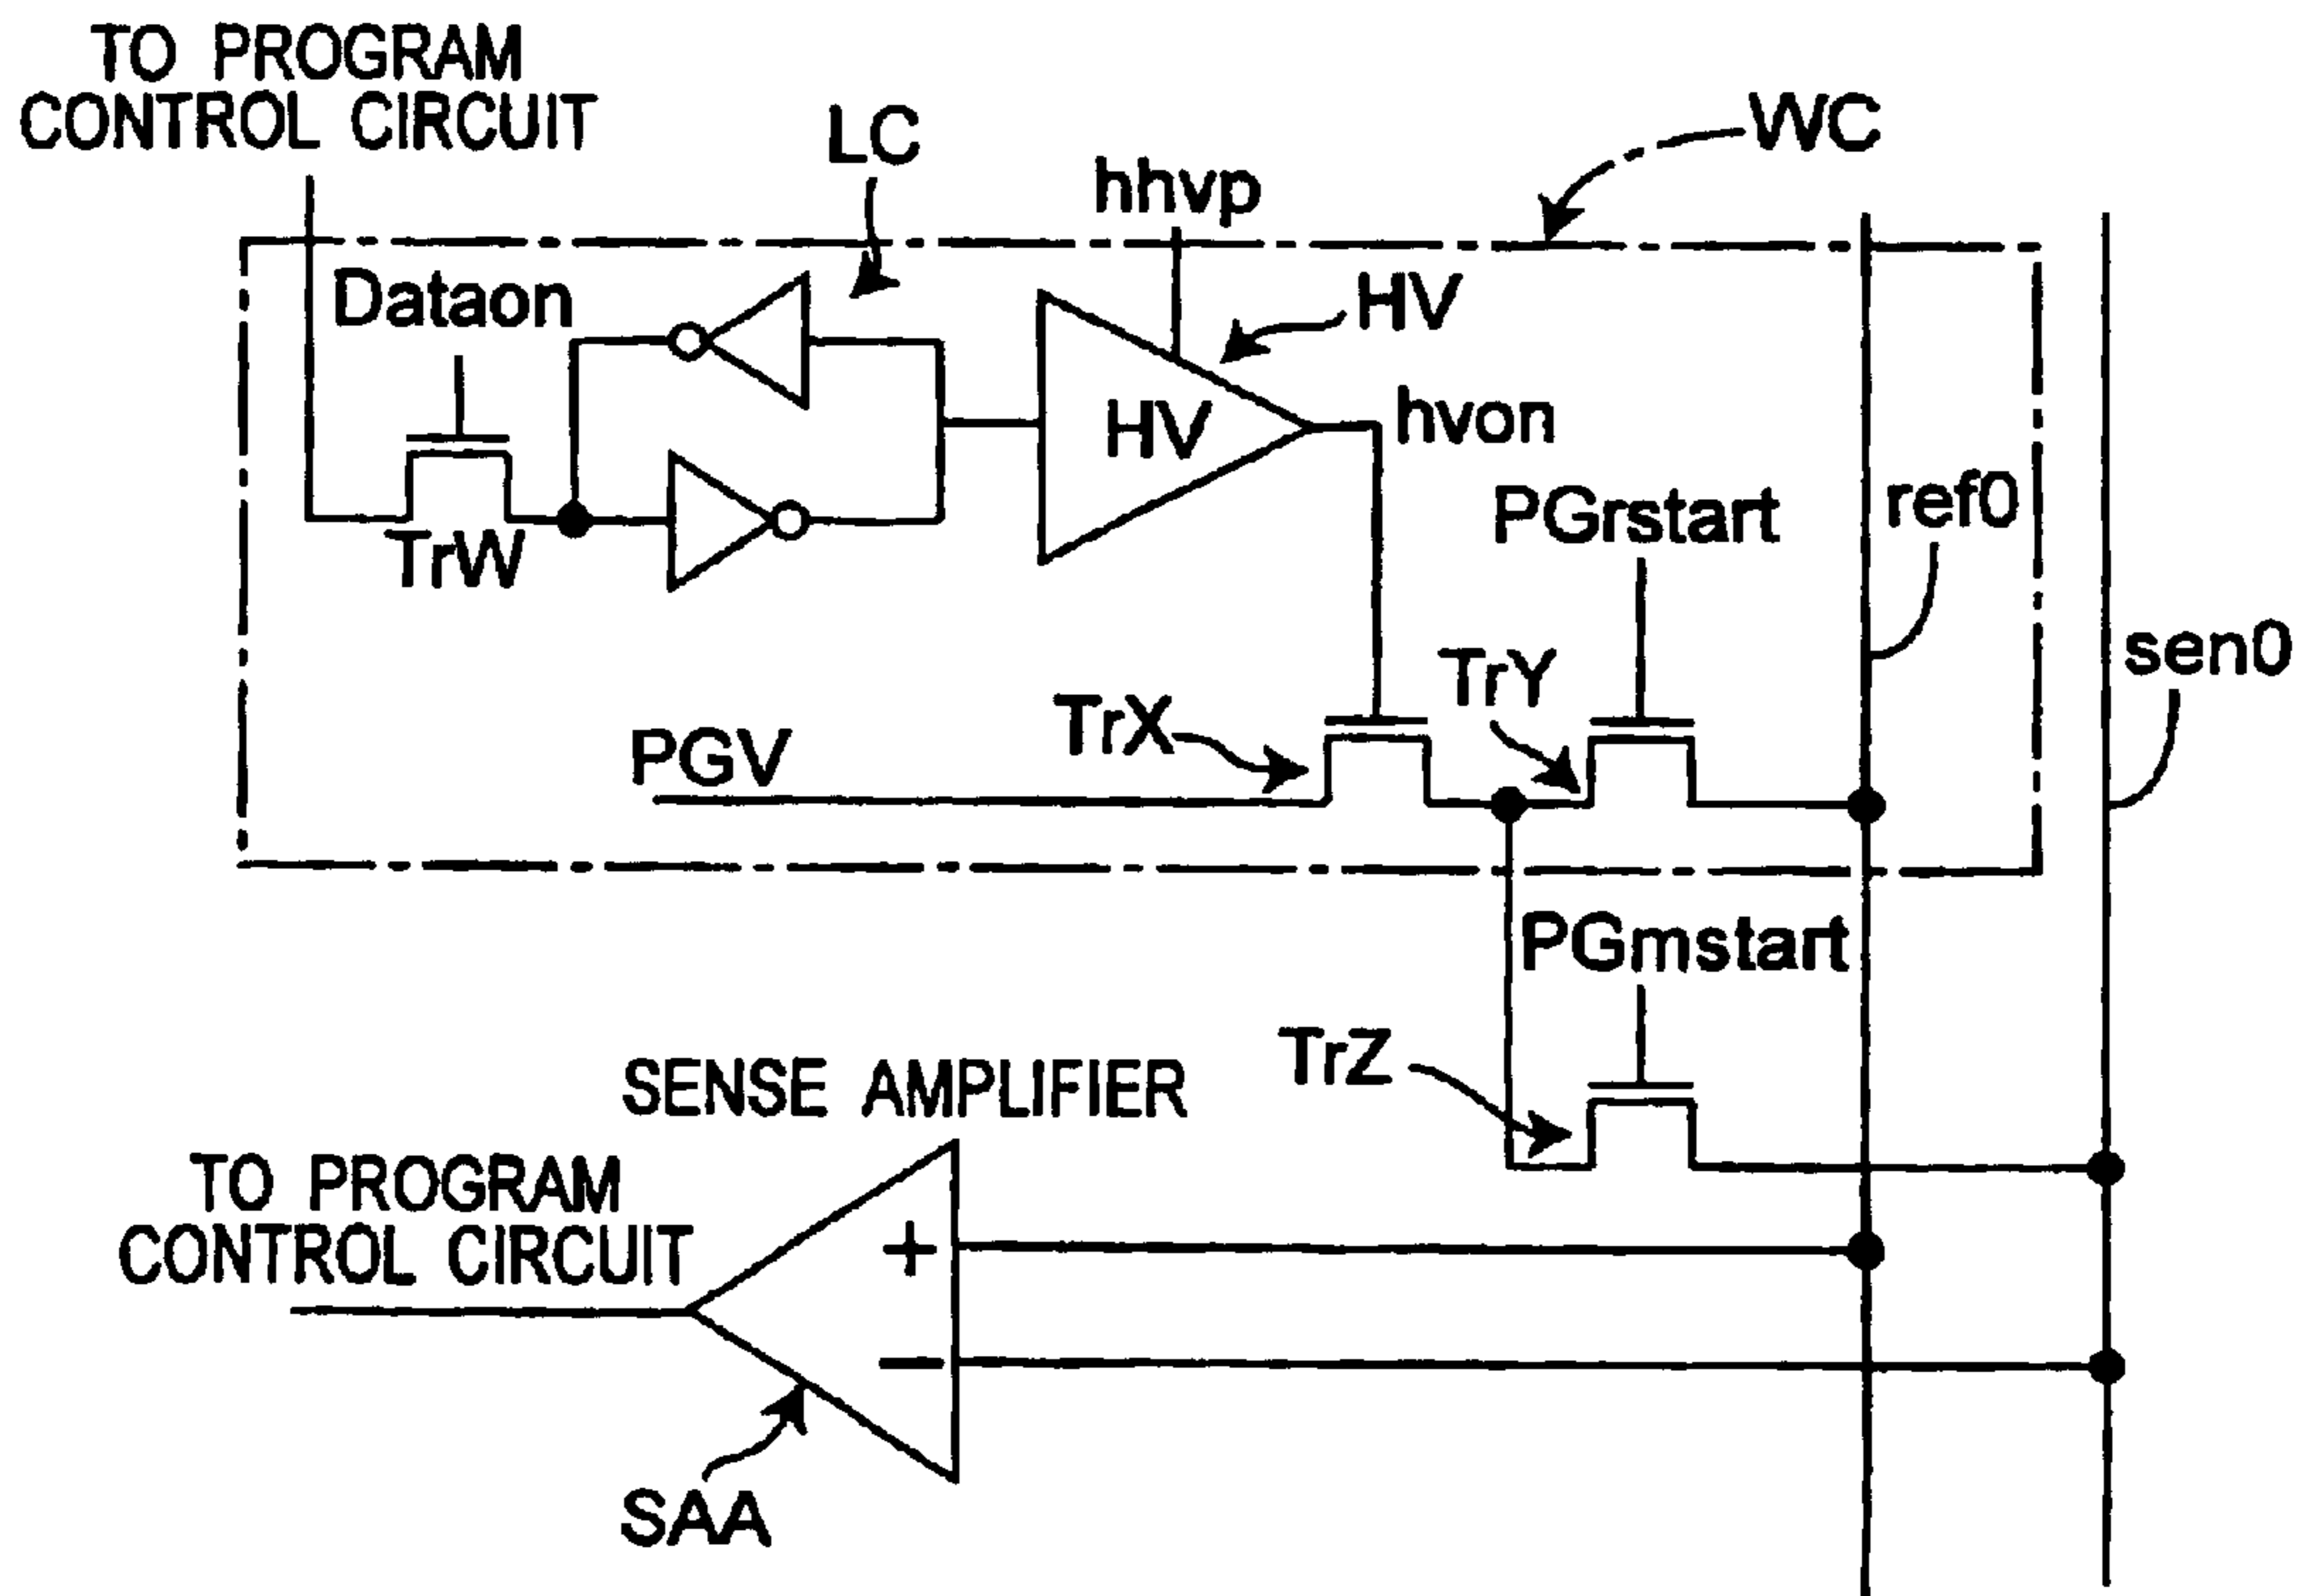 TO PROGRAM
CONTROL CIRCUIT
LC
WC
hhvp
Dataon
HV
HV
hvon
PGrstart
ref0
TrW
sen0
TrY
TrX
PGV
PGmstart
TrZ
SENSE AMPLIFIER
TO PROGRAM
CONTROL CIRCUIT
+
−
SAA